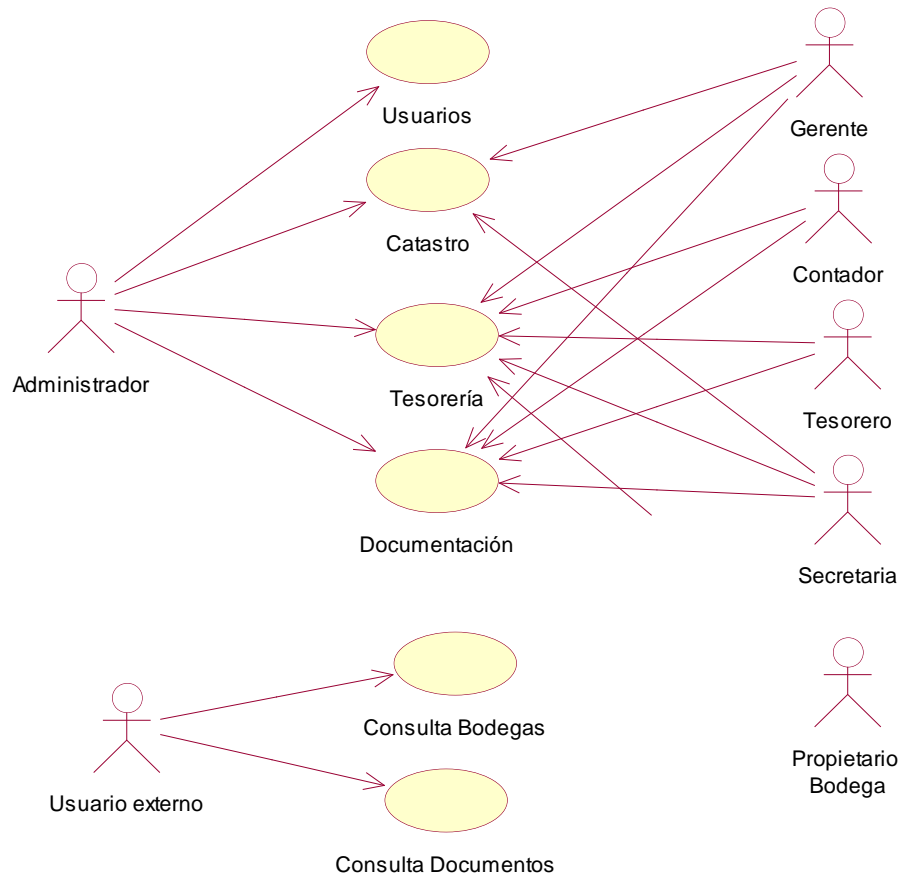 Usuarios
Gerente
Catastro
Contador
Administrador
Tesorería
Tesorero
Documentación
Secretaria
Consulta Bodegas
Propietario
Bodega
Usuario externo
Consulta Documentos